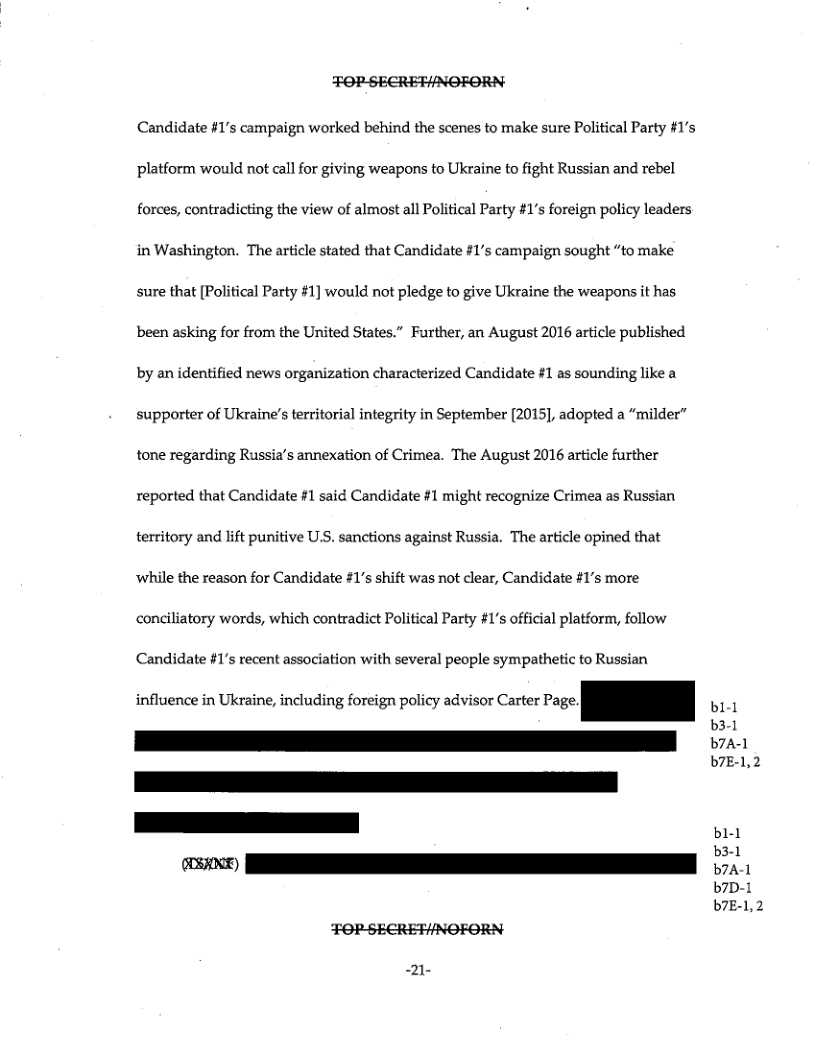 TOP SECRET//NOFORN
Candidate #1's campaign worked behind the scenes to make sure Political Party #1's
platform would not call for giving weapons to Ukraine to fight Russian and rebel
forces, contradicting the view of almost all Political Party #1's foreign policy leaders
in Washington. The article stated that Candidate #1's campaign sought "to make
sure that [Political Party #1] would not pledge to give Ukraine the weapons it has
been asking for from the United States." Further, an August 2016 article published
by an identified news organization characterized Candidate #1 as sounding like a
supporter of Ukraine's territorial integrity in September [2015], adopted a "milder"
tone regarding Russia's annexation of Crimea. The August 2016 article further
reported that Candidate #1 said Candidate #1 might recognize Crimea as Russian
territory and lift punitive U.S. sanctions against Russia. The article opined that
while the reason for Candidate #1's shift was not clear, Candidate #1's more
conciliatory words, which contradict Political Party #1's official platform, follow
Candidate #1's recent association with several people sympathetic to Russian
influence in Ukraine, including foreign policy advisor Carter Page.
b1-1
b3-1
b7A-1
b7E-1, 2
b1-1
b3-1
b7A-1
b7D-1
b7E-1, 2
TOP SECRET//NOFORN
-21-